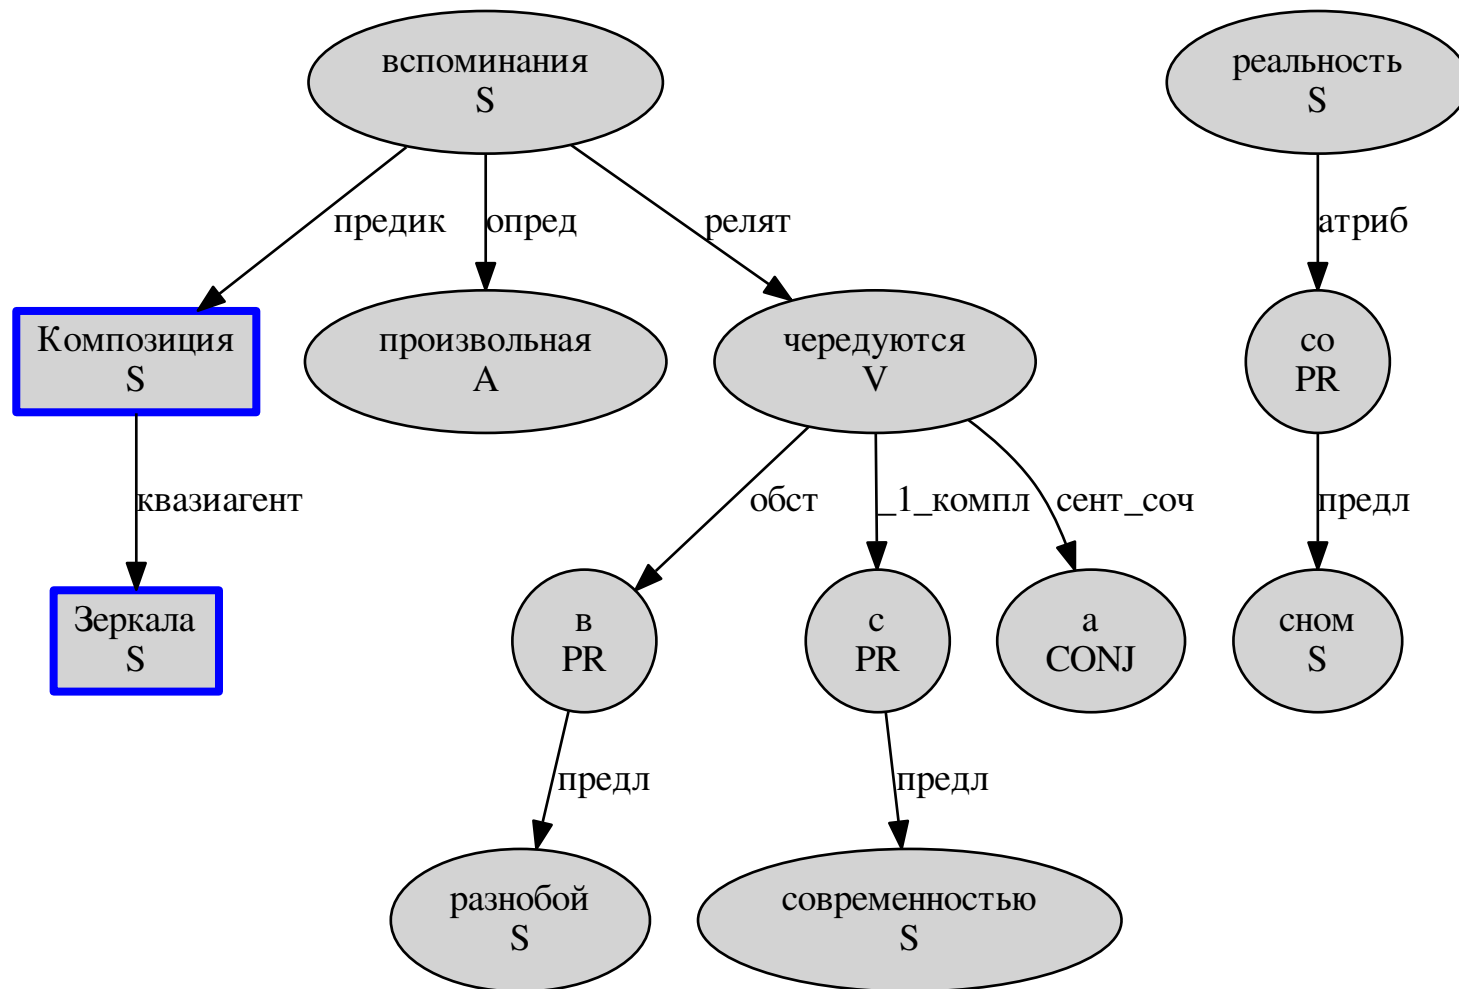 вспоминания
S
реальность
S
предик
опред
релят
атриб
Композиция
S
произвольная
A
чередуются
V
со
PR
квазиагент
обст
_1_компл
сент_соч
предл
Зеркала
S
в
PR
с
PR
а
CONJ
сном
S
предл
предл
разнобой
S
современностью
S